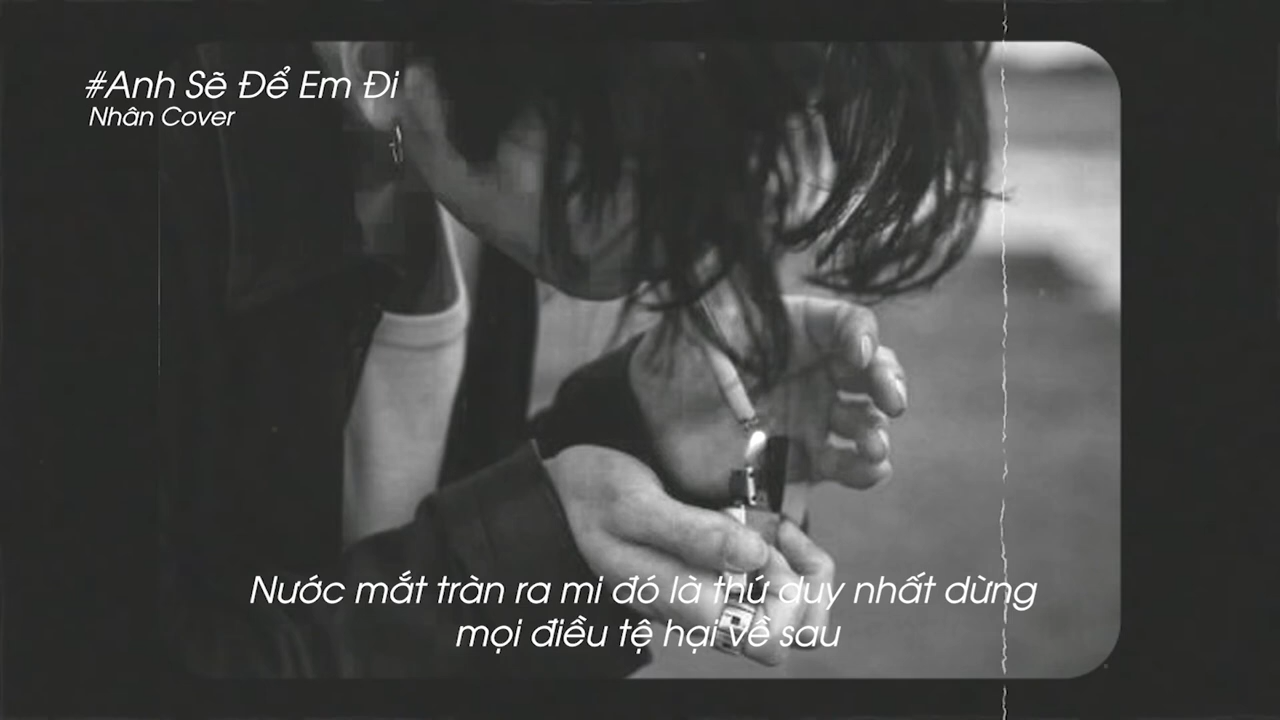 #Anh Sẽ Để Em Đi
Nhân Cover
Nước mắt tràn ra mi đó là thứ duy nhất dừng
mọi điều tệ hại về sau